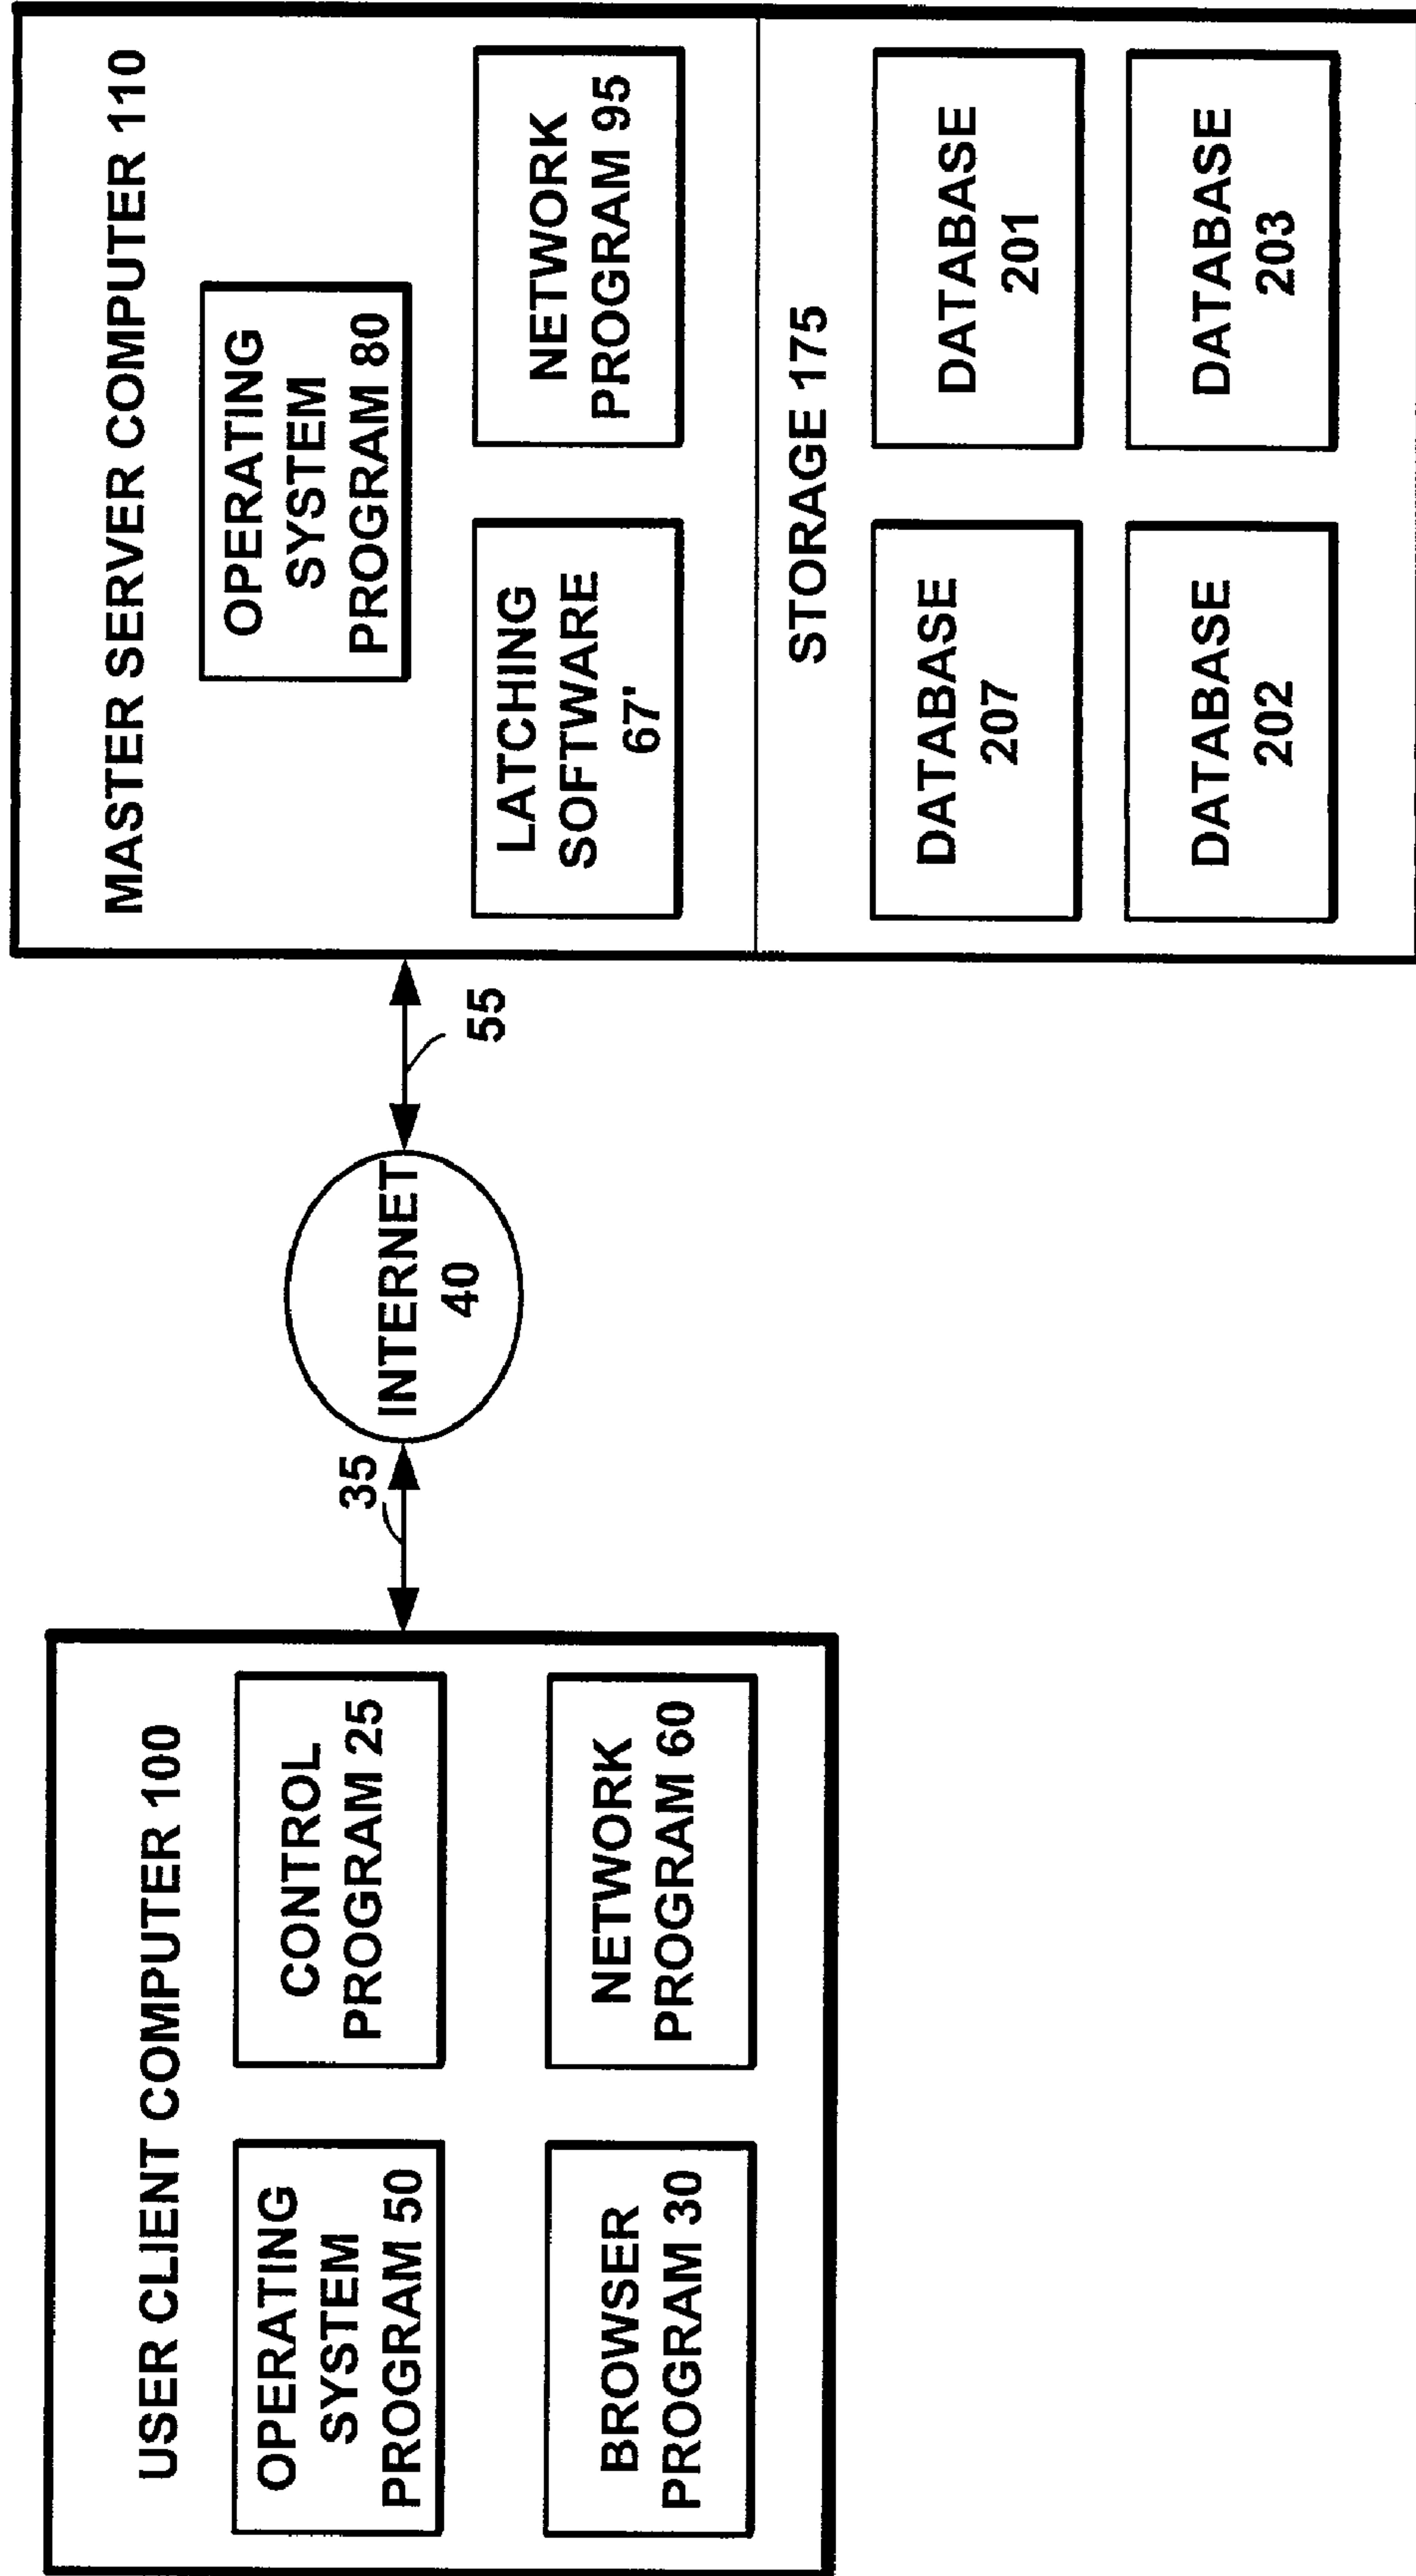 USER CLIENT COMPUTER 100
OPERATING
SYSTEM
PROGRAM 50
CONTROL
PROGRAM 25
BROWSER
PROGRAM 30
NETWORK
PROGRAM 60
35
INTERNET
40
55
MASTER SERVER COMPUTER 110
OPERATING
SYSTEM
PROGRAM 80
LATCHING
SOFTWARE
67'
NETWORK
PROGRAM 95
STORAGE 175
DATABASE
207
DATABASE
201
DATABASE
202
DATABASE
203